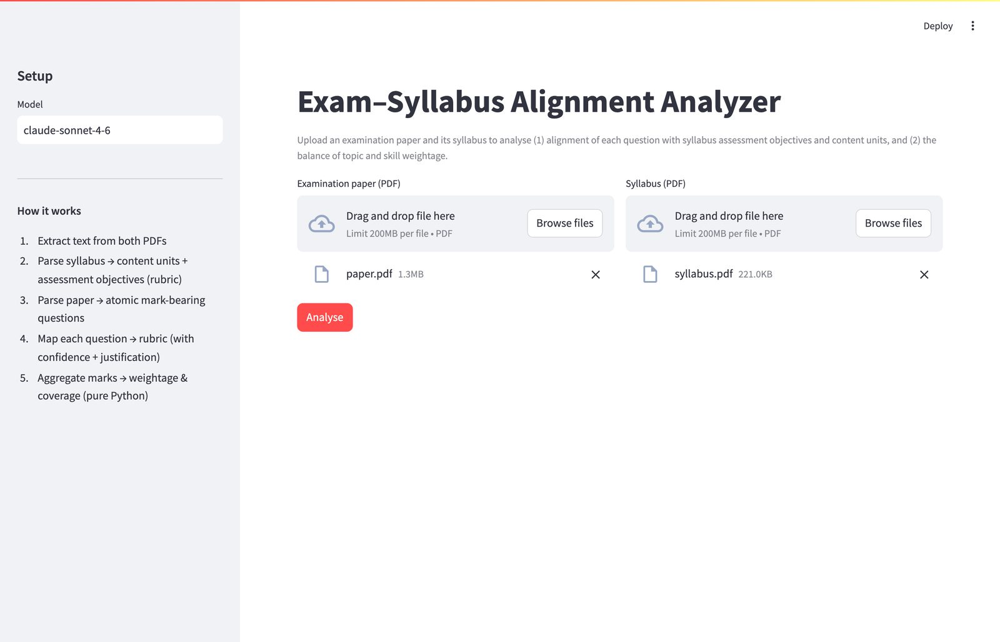 Deploy
Setup
Model
claude-sonnet-4-6
How it works
1. Extract text from both PDFs
2. Parse syllabus → content units +
assessment objectives (rubric)
3. Parse paper → atomic mark-bearing
questions
4. Map each question → rubric (with
confidence + justification)
5. Aggregate marks → weightage &
coverage (pure Python)
Exam–Syllabus Alignment Analyzer
Upload an examination paper and its syllabus to analyse (1) alignment of each question with syllabus assessment objectives and content units, and (2) the
balance of topic and skill weightage.
Examination paper (PDF)
Drag and drop file here
Limit 200MB per file • PDF
Browse files
paper.pdf 1.3MB
Syllabus (PDF)
Drag and drop file here
Limit 200MB per file • PDF
Browse files
syllabus.pdf 221.0KB
Analyse